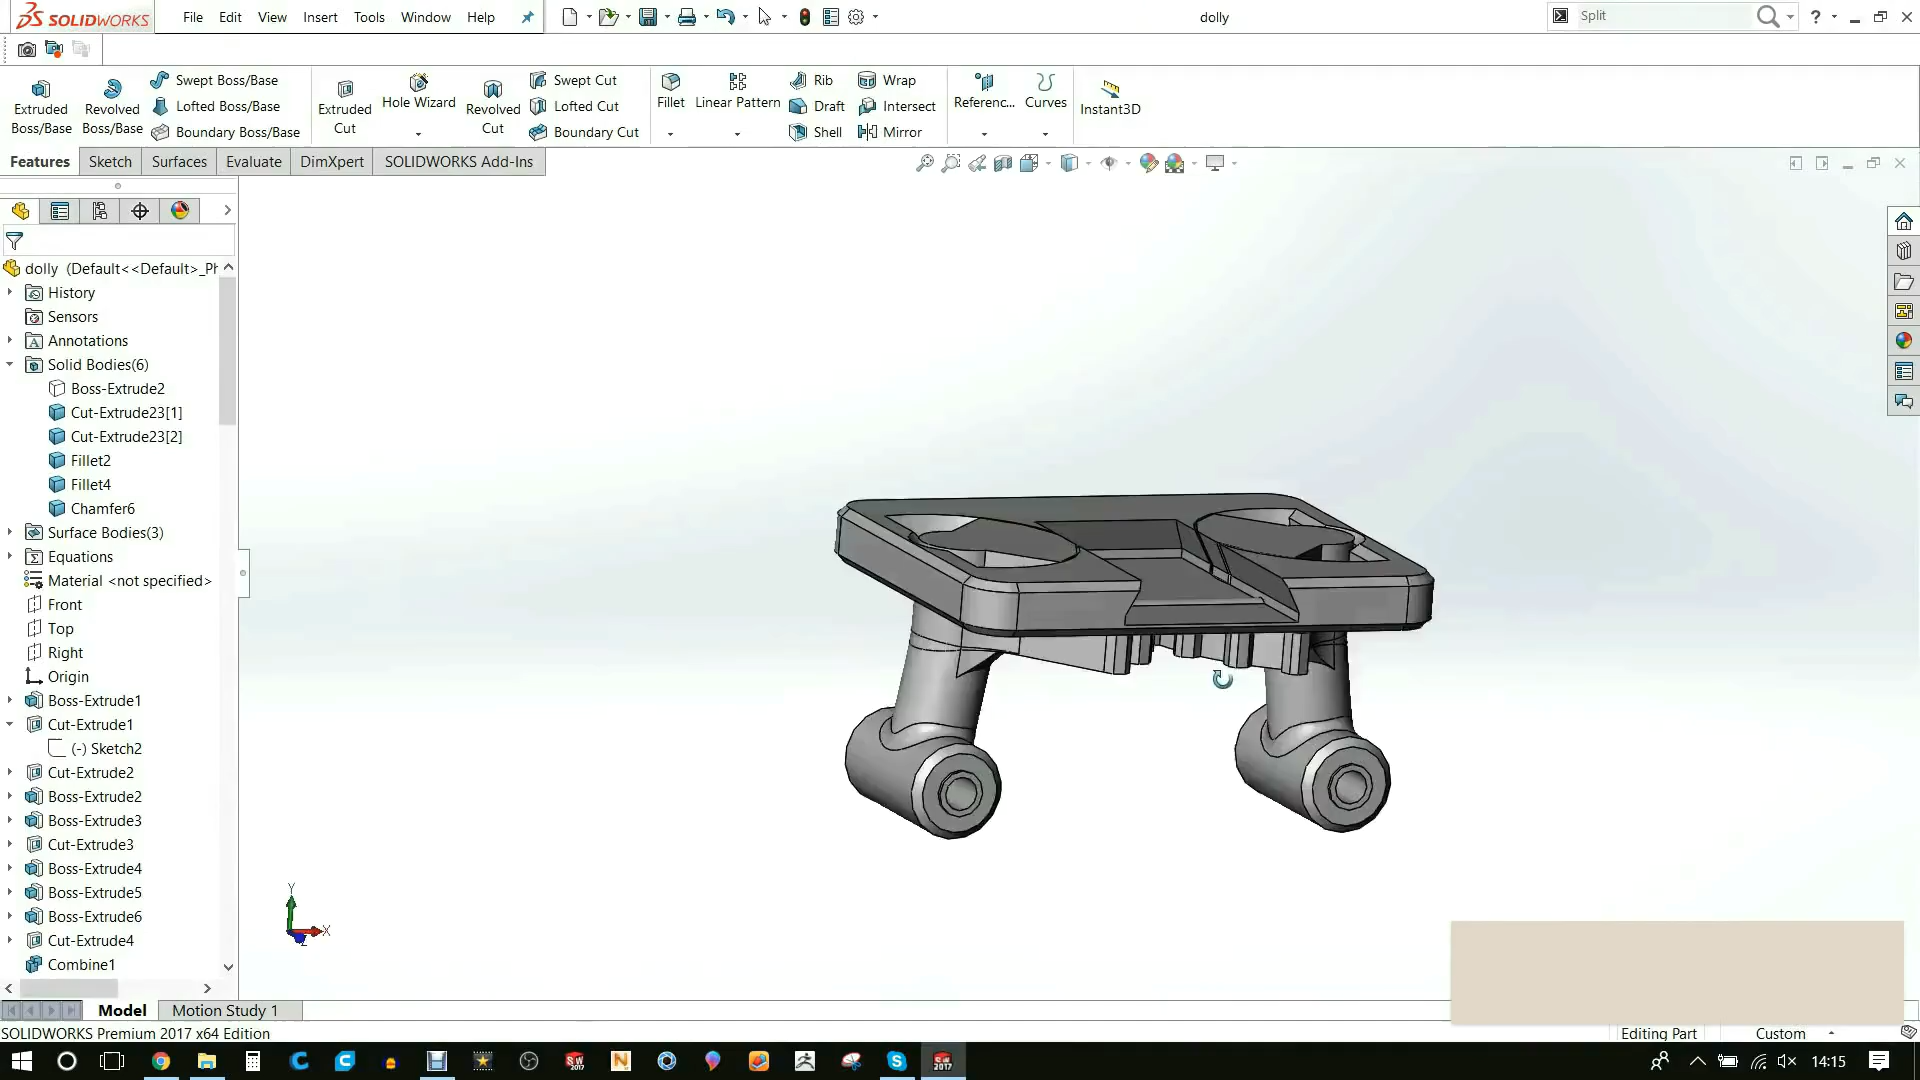 SOLIDWORKS File Edit View Insert Tools Window Help dolly Split ?
Extruded Boss/Base
Revolved Boss/Base
Swept Boss/Base
Lofted Boss/Base
Boundary Boss/Base
Extruded Cut
Hole Wizard
Revolved Cut
Swept Cut
Lofted Cut
Boundary Cut
Fillet
Linear Pattern
Rib
Draft
Shell
Wrap
Intersect
Mirror
Referenc...
Curves
Instant3D
Features Sketch Surfaces Evaluate DimXpert SOLIDWORKS Add-Ins
dolly (Default<<Default>_Ph
History
Sensors
Annotations
Solid Bodies(6)
Boss-Extrude2
Cut-Extrude23[1]
Cut-Extrude23[2]
Fillet2
Fillet4
Chamfer6
Surface Bodies(3)
Equations
Material <not specified>
Front
Top
Right
Origin
Boss-Extrude1
Cut-Extrude1
(-) Sketch2
Cut-Extrude2
Boss-Extrude2
Boss-Extrude3
Cut-Extrude3
Boss-Extrude4
Boss-Extrude5
Boss-Extrude6
Cut-Extrude4
Combine1
Y
X
Model Motion Study 1
SOLIDWORKS Premium 2017 x64 Edition Editing Part Custom
14:15